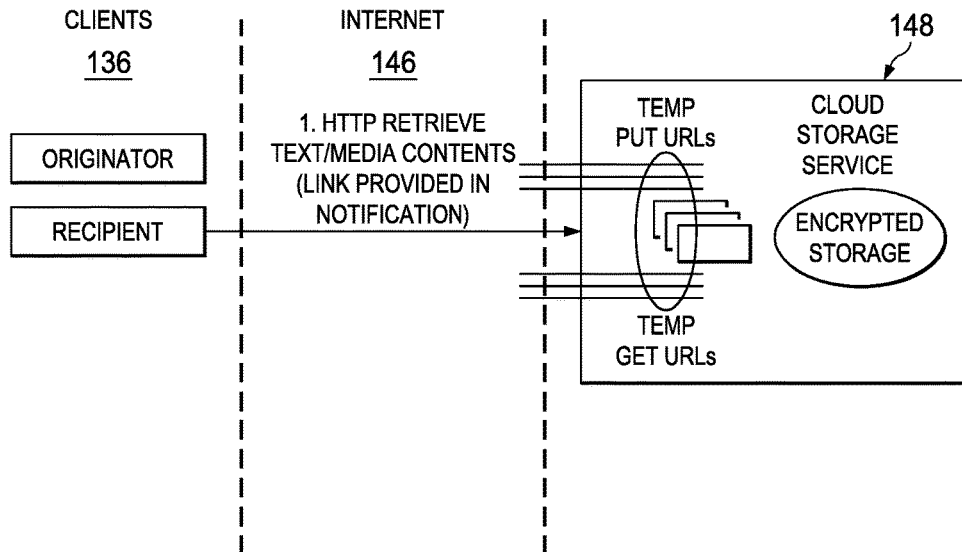 CLIENTS
136
INTERNET
146
148
ORIGINATOR
RECIPIENT
1. HTTP RETRIEVE
TEXT/MEDIA CONTENTS
(LINK PROVIDED IN
NOTIFICATION)
TEMP
PUT URLs
CLOUD
STORAGE
SERVICE
ENCRYPTED
STORAGE
TEMP
GET URLs